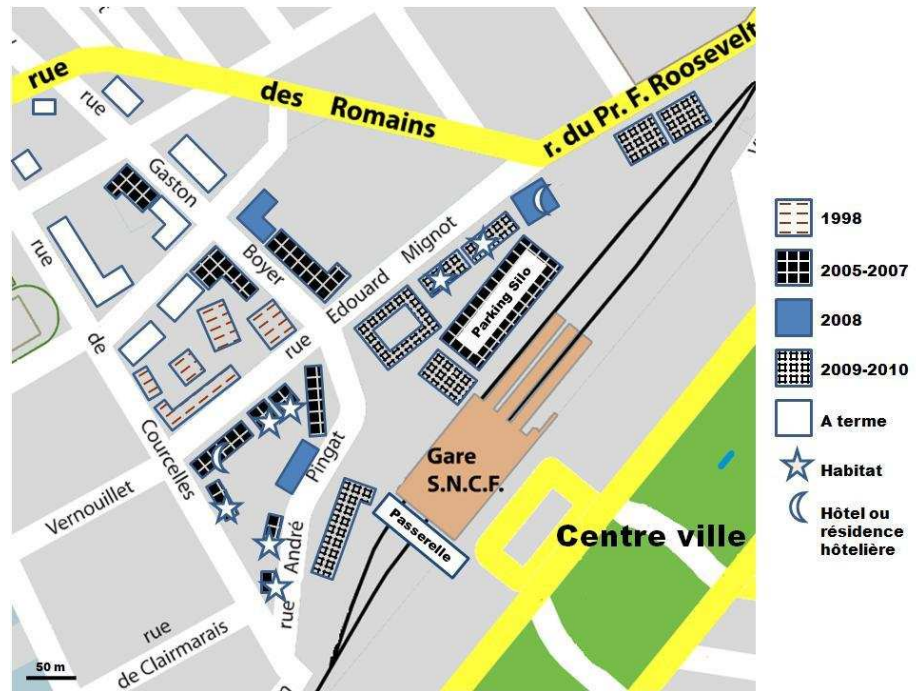 rue
des Romains
r. du Pr. F. Roosevelt
rue
Gaston
Boyer
rue
de
Courcelles
Edouard Mignot
rue
Parking Silo
Pingat
André
rue
Gare
S.N.C.F.
Passerelle
Centre ville
Vernouillet
rue
de Clairmarais
50 m
1998
2005-2007
2008
2009-2010
A terme
Habitat
Hôtel ou
résidence
hôtelière